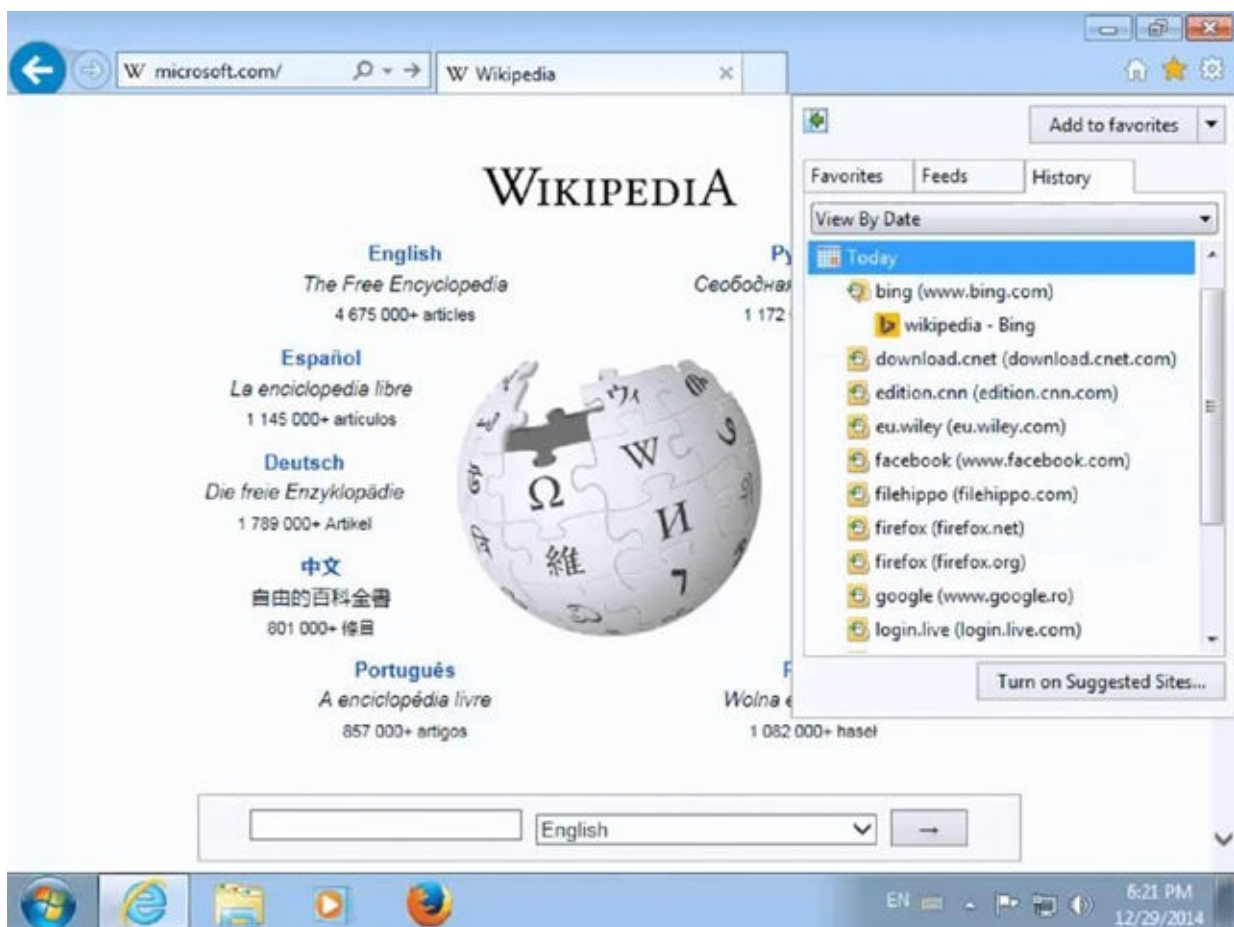 W microsoft.com/
W Wikipedia
Add to favorites
Favorites Feeds History
View By Date
Today
bing (www.bing.com)
wikipedia - Bing
download.cnet (download.cnet.com)
edition.cnn (edition.cnn.com)
eu.wiley (eu.wiley.com)
facebook (www.facebook.com)
filehippo (filehippo.com)
firefox (firefox.net)
firefox (firefox.org)
google (www.google.ro)
login.live (login.live.com)
Turn on Suggested Sites...
WIKIPEDIA
English
The Free Encyclopedia
4 675 000+ articles
1 172
Español
La enciclopedia libre
1 145 000+ artículos
Deutsch
Die freie Enzyklopädie
1 789 000+ Artikel
中文
自由的百科全書
801 000+ 條目
Português
A enciclopédia livre
857 000+ artigos
Wolna
1 082 000+ haseł
Ω
W
И
維
7
English
→
EN
6:21 PM
12/29/2014